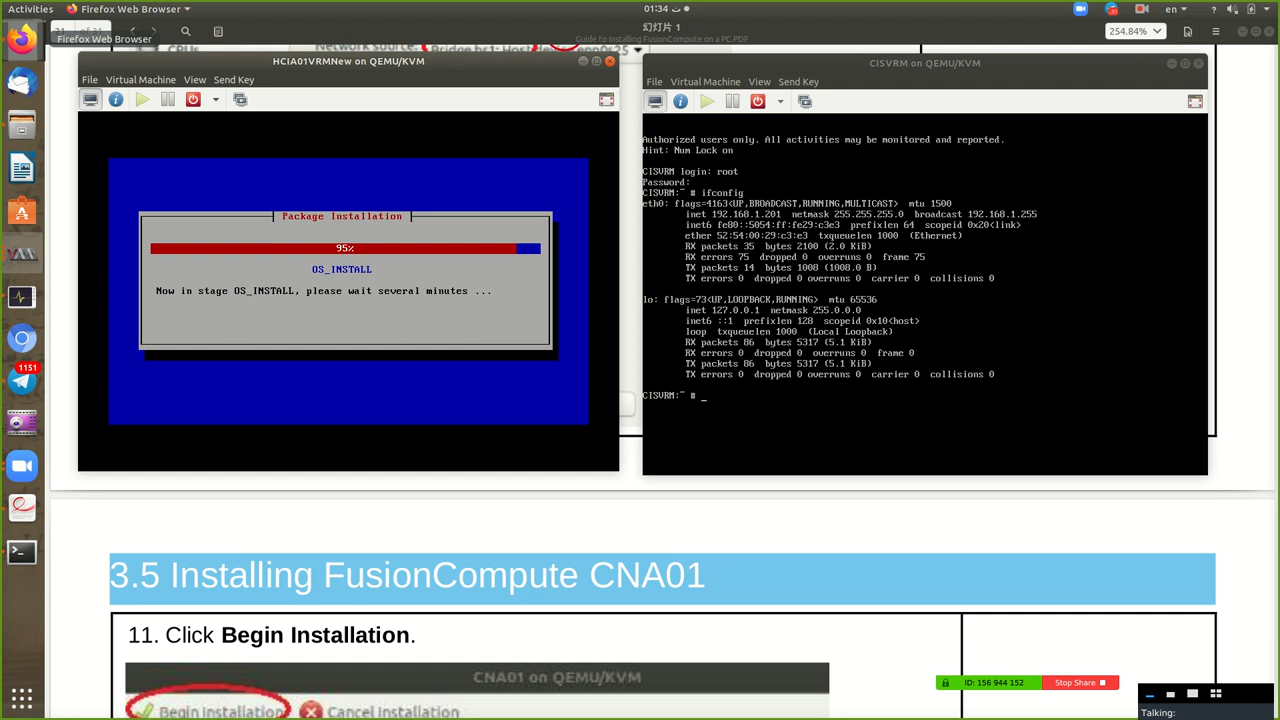 Activities
Firefox Web Browser
01:34 ت
en
Firefox Web Browser
幻灯片 1
Guide to Installing FusionCompute on a PC.PDF
254.84%
CPUs
Network source: Bridge br1: Host
HCIA01VRMNew on QEMU/KVM
File Virtual Machine View Send Key
Package Installation
95%
OS_INSTALL
Now in stage OS_INSTALL, please wait several minutes ...
CISVRM on QEMU/KVM
File Virtual Machine View Send Key
Authorized users only. All activities may be monitored and reported.
Hint: Num Lock on
CISVRM login: root
Password:
CISVRM:~ # ifconfig
eth0: flags=4163<UP,BROADCAST,RUNNING,MULTICAST> mtu 1500
inet 192.168.1.201 netmask 255.255.255.0 broadcast 192.168.1.255
inet6 fe80::5054:ff:fe29:c3e3 prefixlen 64 scopeid 0x20<link>
ether 52:54:00:29:c3:e3 txqueuelen 1000 (Ethernet)
RX packets 35 bytes 2100 (2.0 KiB)
RX errors 75 dropped 0 overruns 0 frame 75
TX packets 14 bytes 1008 (1008.0 B)
TX errors 0 dropped 0 overruns 0 carrier 0 collisions 0
lo: flags=73<UP,LOOPBACK,RUNNING> mtu 65536
inet 127.0.0.1 netmask 255.0.0.0
inet6 ::1 prefixlen 128 scopeid 0x10<host>
loop txqueuelen 1000 (Local Loopback)
RX packets 86 bytes 5317 (5.1 KiB)
RX errors 0 dropped 0 overruns 0 frame 0
TX packets 86 bytes 5317 (5.1 KiB)
TX errors 0 dropped 0 overruns 0 carrier 0 collisions 0
CISVRM:~ # _
1151
3.5 Installing FusionCompute CNA01
11. Click Begin Installation.
CNA01 on QEMU/KVM
Begin Installation Cancel Installation
ID: 156 944 152 Stop Share
Talking: